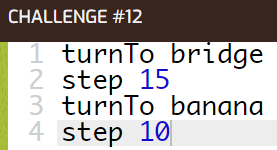 CHALLENGE #12
1 turnTo bridge
2 step 15
3 turnTo banana
4 step 10